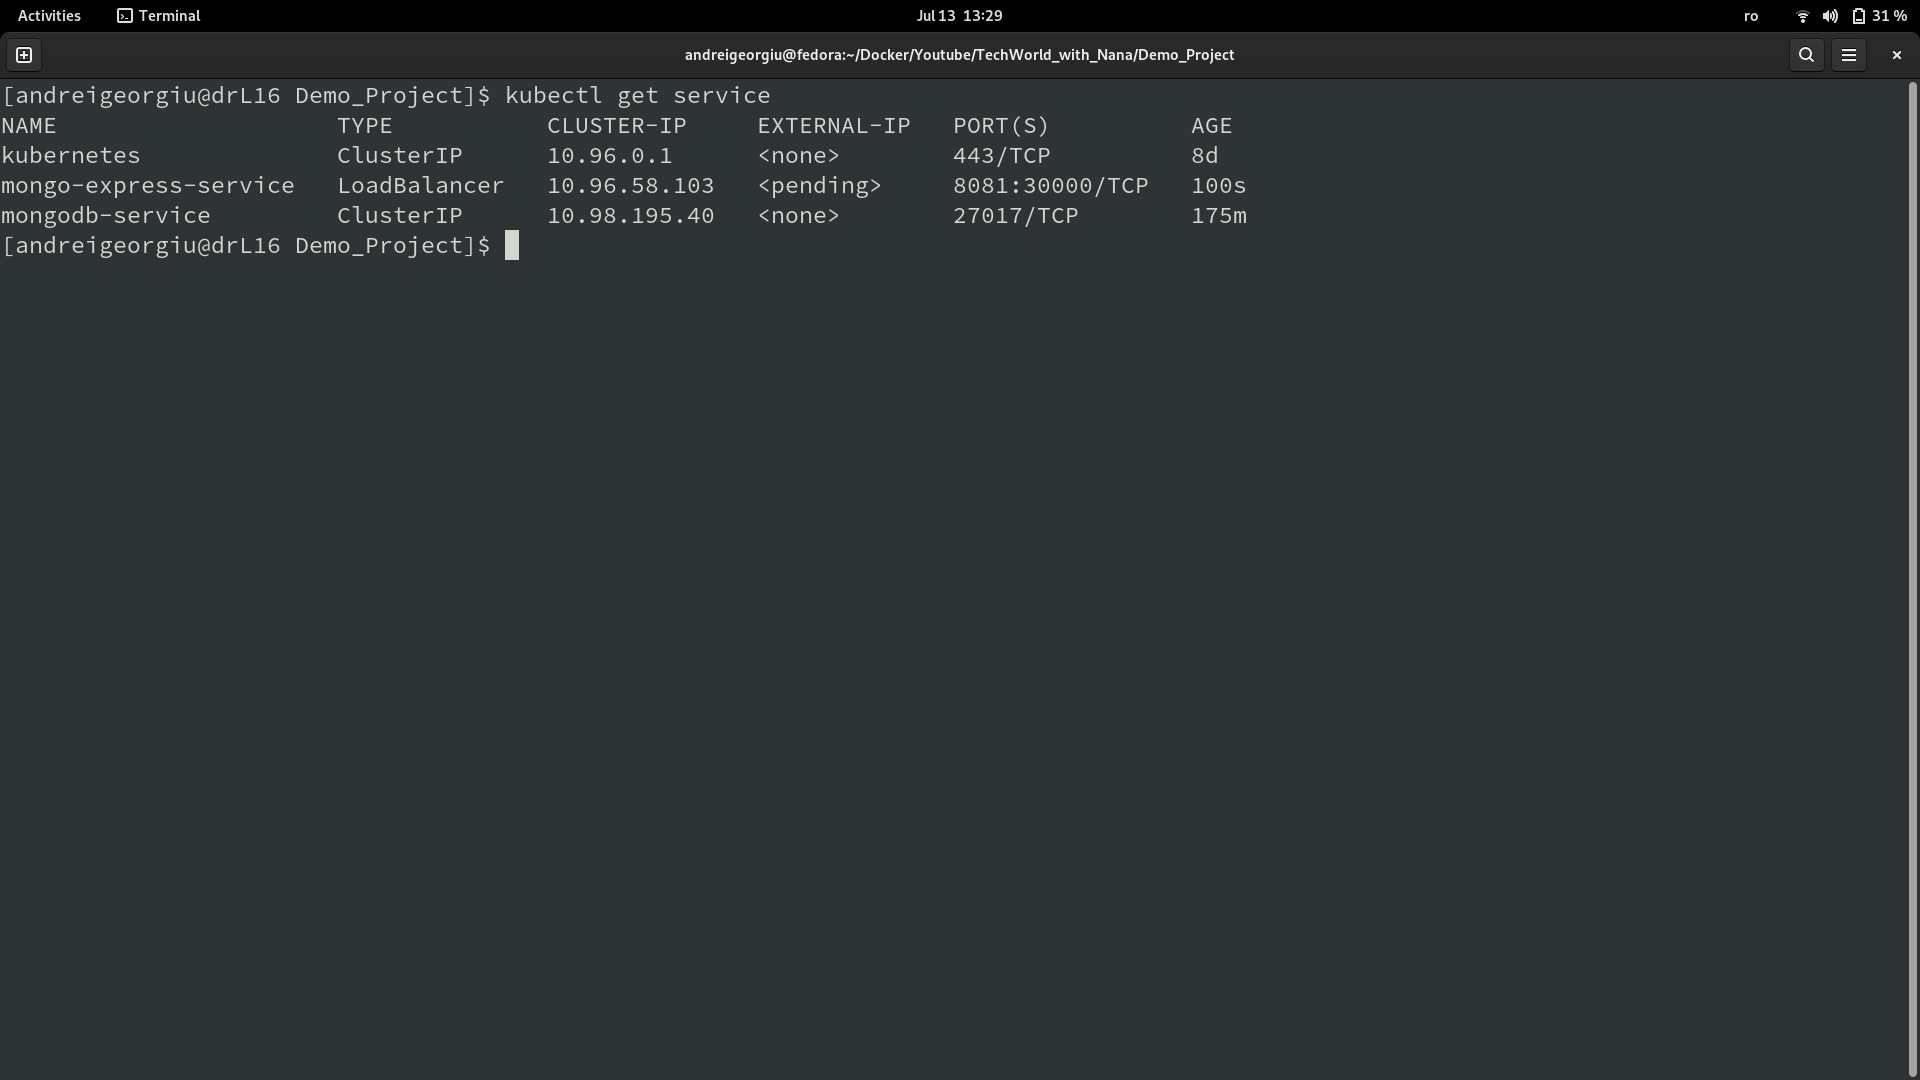 Activities Terminal Jul 13 13:29 ro 31 %
andreigeorgiu@fedora:~/Docker/Youtube/TechWorld_with_Nana/Demo_Project
[andreigeorgiu@drL16 Demo_Project]$ kubectl get service
NAME TYPE CLUSTER-IP EXTERNAL-IP PORT(S) AGE
kubernetes ClusterIP 10.96.0.1 <none> 443/TCP 8d
mongo-express-service LoadBalancer 10.96.58.103 <pending> 8081:30000/TCP 100s
mongodb-service ClusterIP 10.98.195.40 <none> 27017/TCP 175m
[andreigeorgiu@drL16 Demo_Project]$